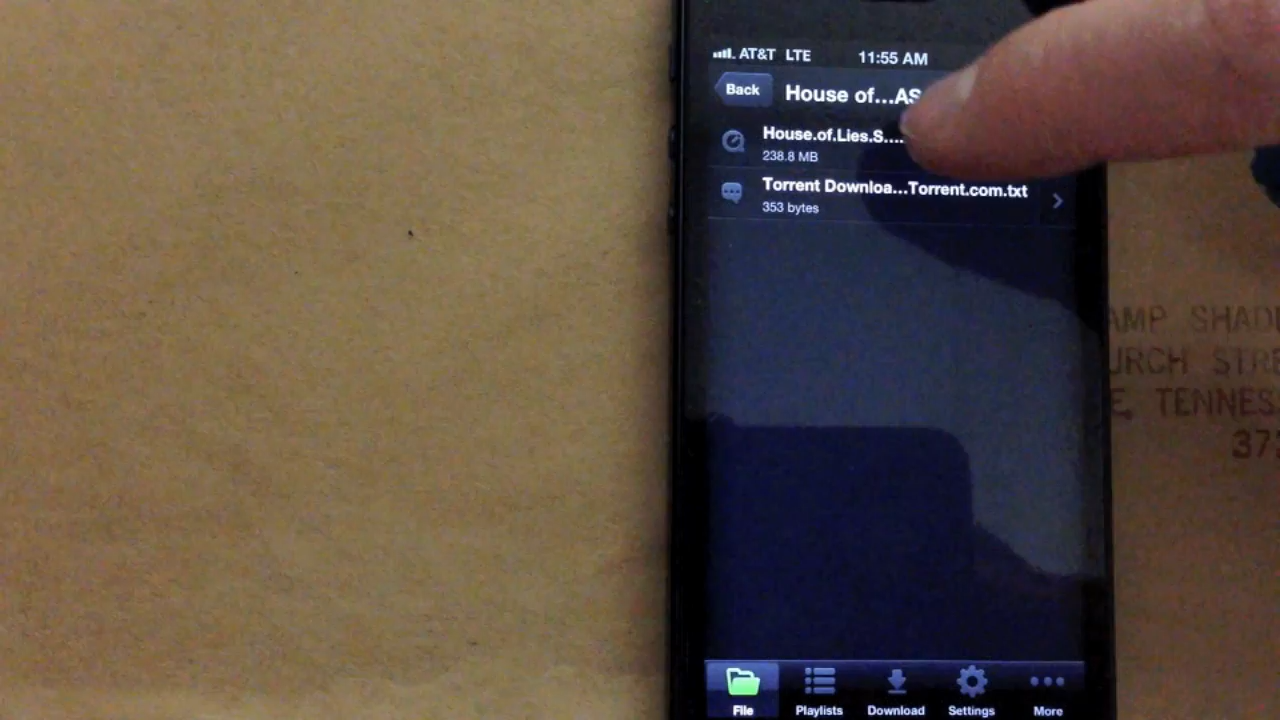 AT&T LTE 11:55 AM
Back House of...AS
House.of.Lies.S....
238.8 MB
Torrent Downloa...Torrent.com.txt
353 bytes
File Playlists Download Settings More
AMP SHAD
URCH STRE
E, TENNES
37